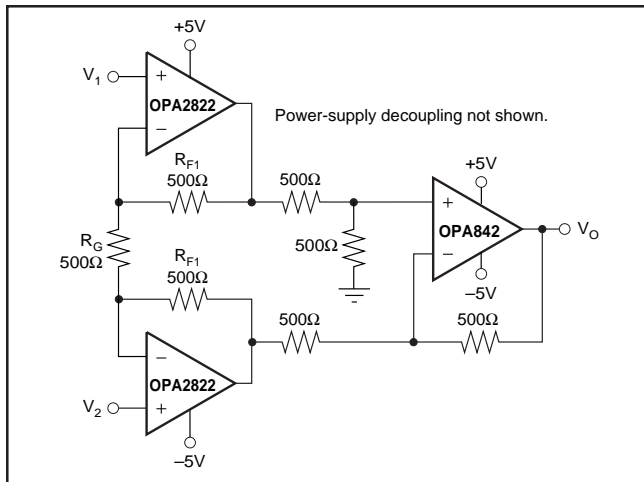 +5V
V1
+
OPA2822
−
Power-supply decoupling not shown.
RF1
500Ω
500Ω
+5V
+
OPA842
−
VO
500Ω
−5V
RG
500Ω
RF1
500Ω
500Ω
500Ω
−
OPA2822
V2
+
−5V